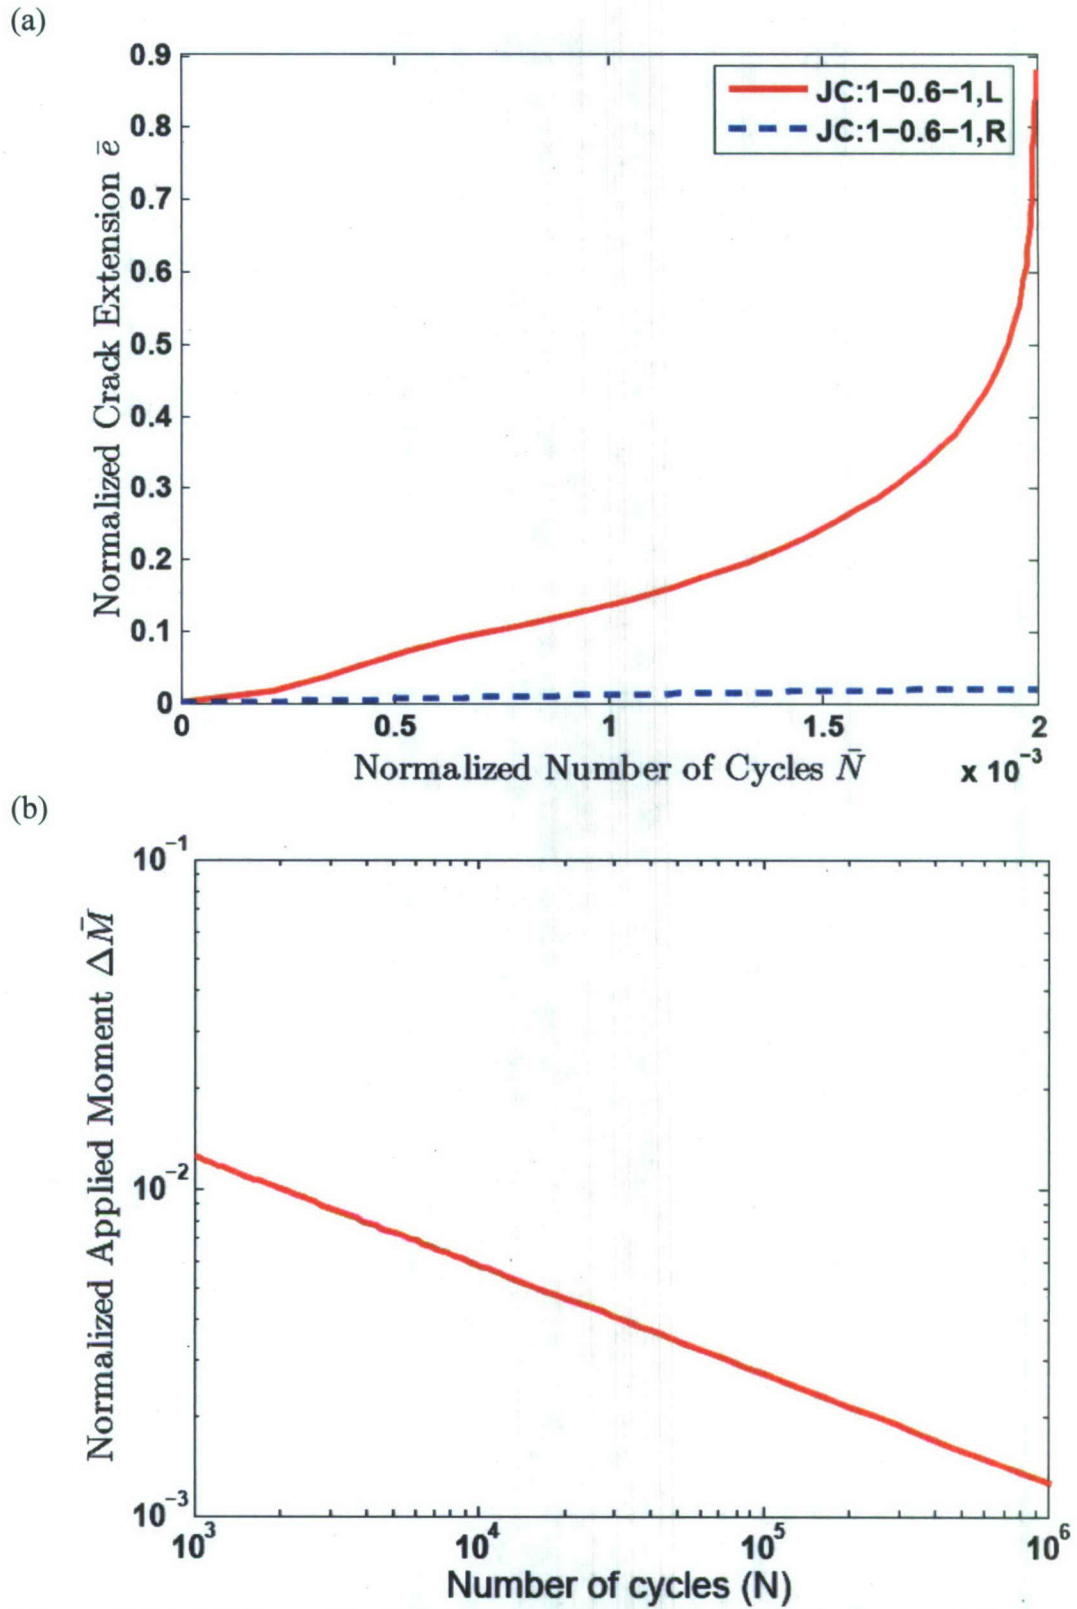 (a)
0.9
0.8
0.7
0.6
0.5
0.4
0.3
0.2
0.1
0
Normalized Crack Extension ē
JC:1−0.6−1,L
JC:1−0.6−1,R
0 0.5 1 1.5 2
Normalized Number of Cycles N̄ x 10⁻³
(b)
10⁻¹
10⁻²
10⁻³
Normalized Applied Moment ΔM̄
10³ 10⁴ 10⁵ 10⁶
Number of cycles (N)